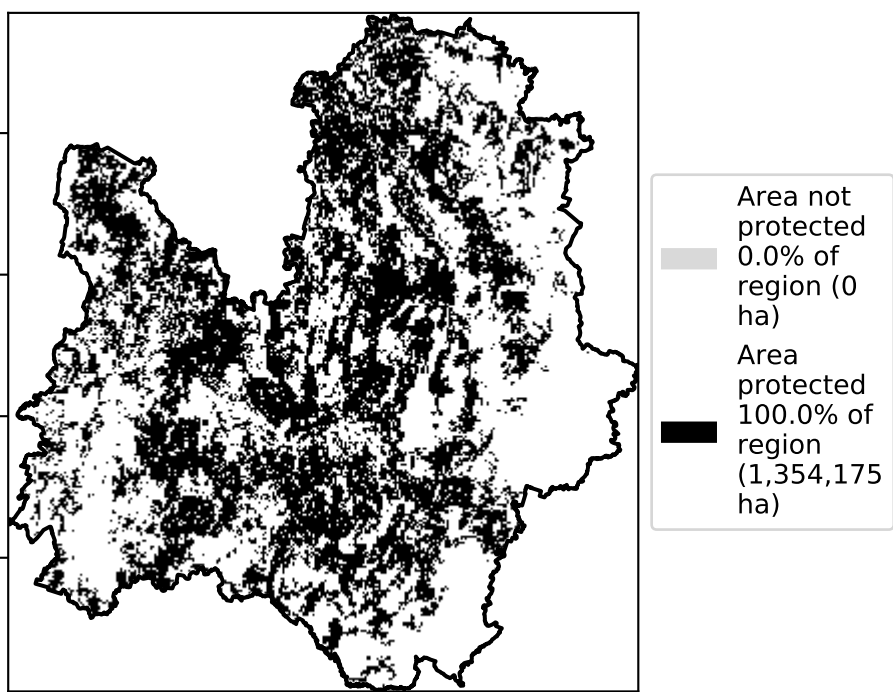 Area not
protected
0.0% of
region (0
ha)
Area
protected
100.0% of
region
(1,354,175
ha)